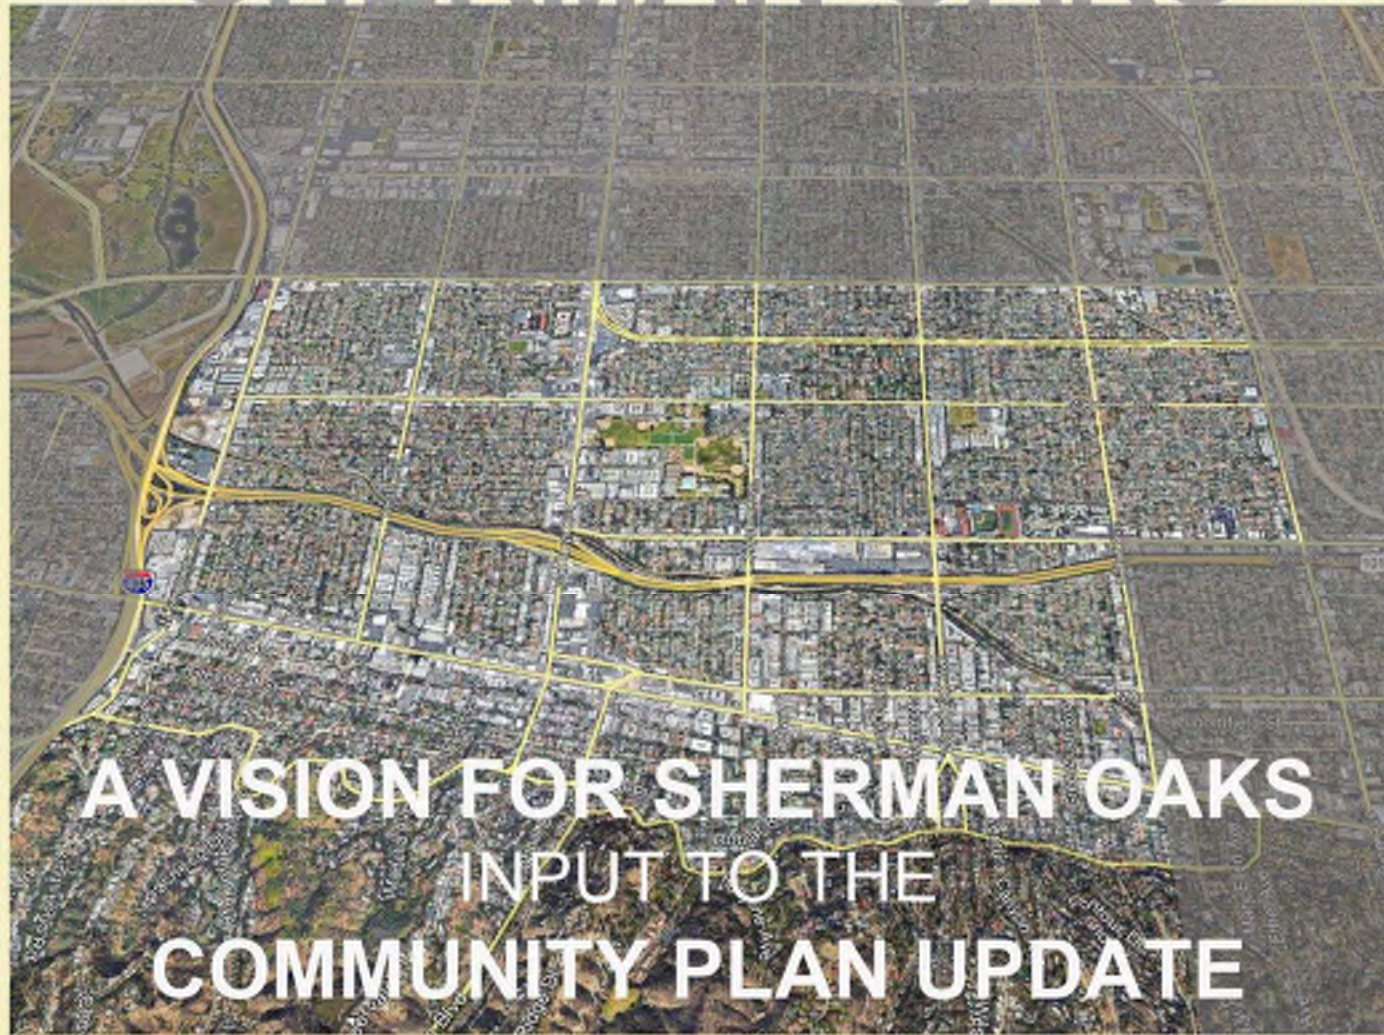 A VISION FOR SHERMAN OAKS
INPUT TO THE
COMMUNITY PLAN UPDATE